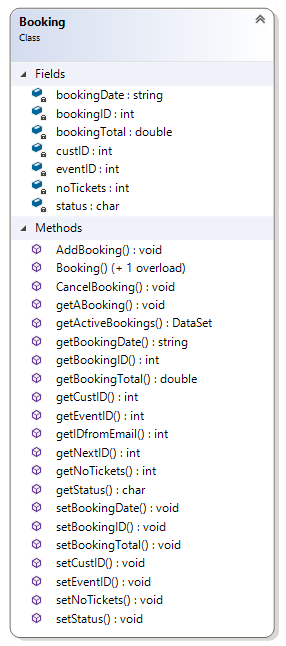 Booking
Class
Fields
bookingDate : string
bookingID : int
bookingTotal : double
custID : int
eventID : int
noTickets : int
status : char
Methods
AddBooking() : void
Booking() (+ 1 overload)
CancelBooking() : void
getABooking() : void
getActiveBookings() : DataSet
getBookingDate() : string
getBookingID() : int
getBookingTotal() : double
getCustID() : int
getEventID() : int
getIDfromEmail() : int
getNextID() : int
getNoTickets() : int
getStatus() : char
setBookingDate() : void
setBookingID() : void
setBookingTotal() : void
setCustID() : void
setEventID() : void
setNoTickets() : void
setStatus() : void